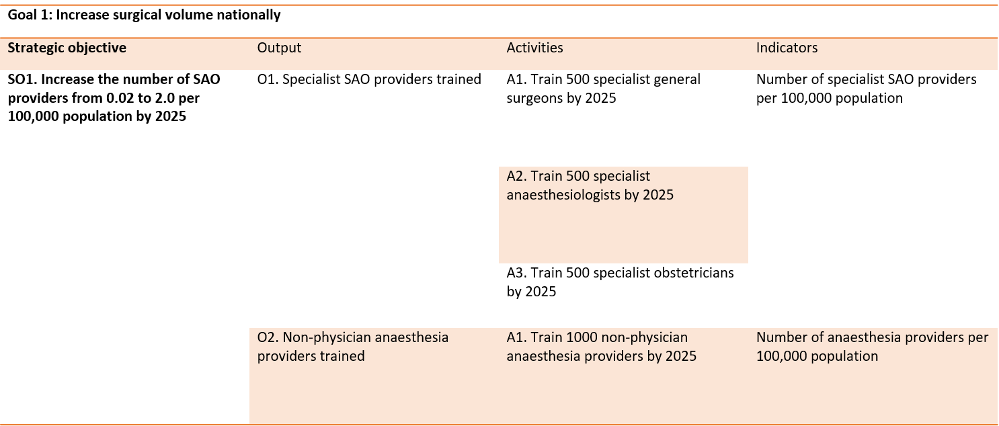 Goal 1: Increase surgical volume nationally
Strategic objective
Output
Activities
Indicators
SO1. Increase the number of SAO
providers from 0.02 to 2.0 per
100,000 population by 2025
O1. Specialist SAO providers trained
A1. Train 500 specialist general
surgeons by 2025
Number of specialist SAO providers
per 100,000 population
A2. Train 500 specialist
anaesthesiologists by 2025
A3. Train 500 specialist obstetricians
by 2025
O2. Non-physician anaesthesia
providers trained
A1. Train 1000 non-physician
anaesthesia providers by 2025
Number of anaesthesia providers per
100,000 population